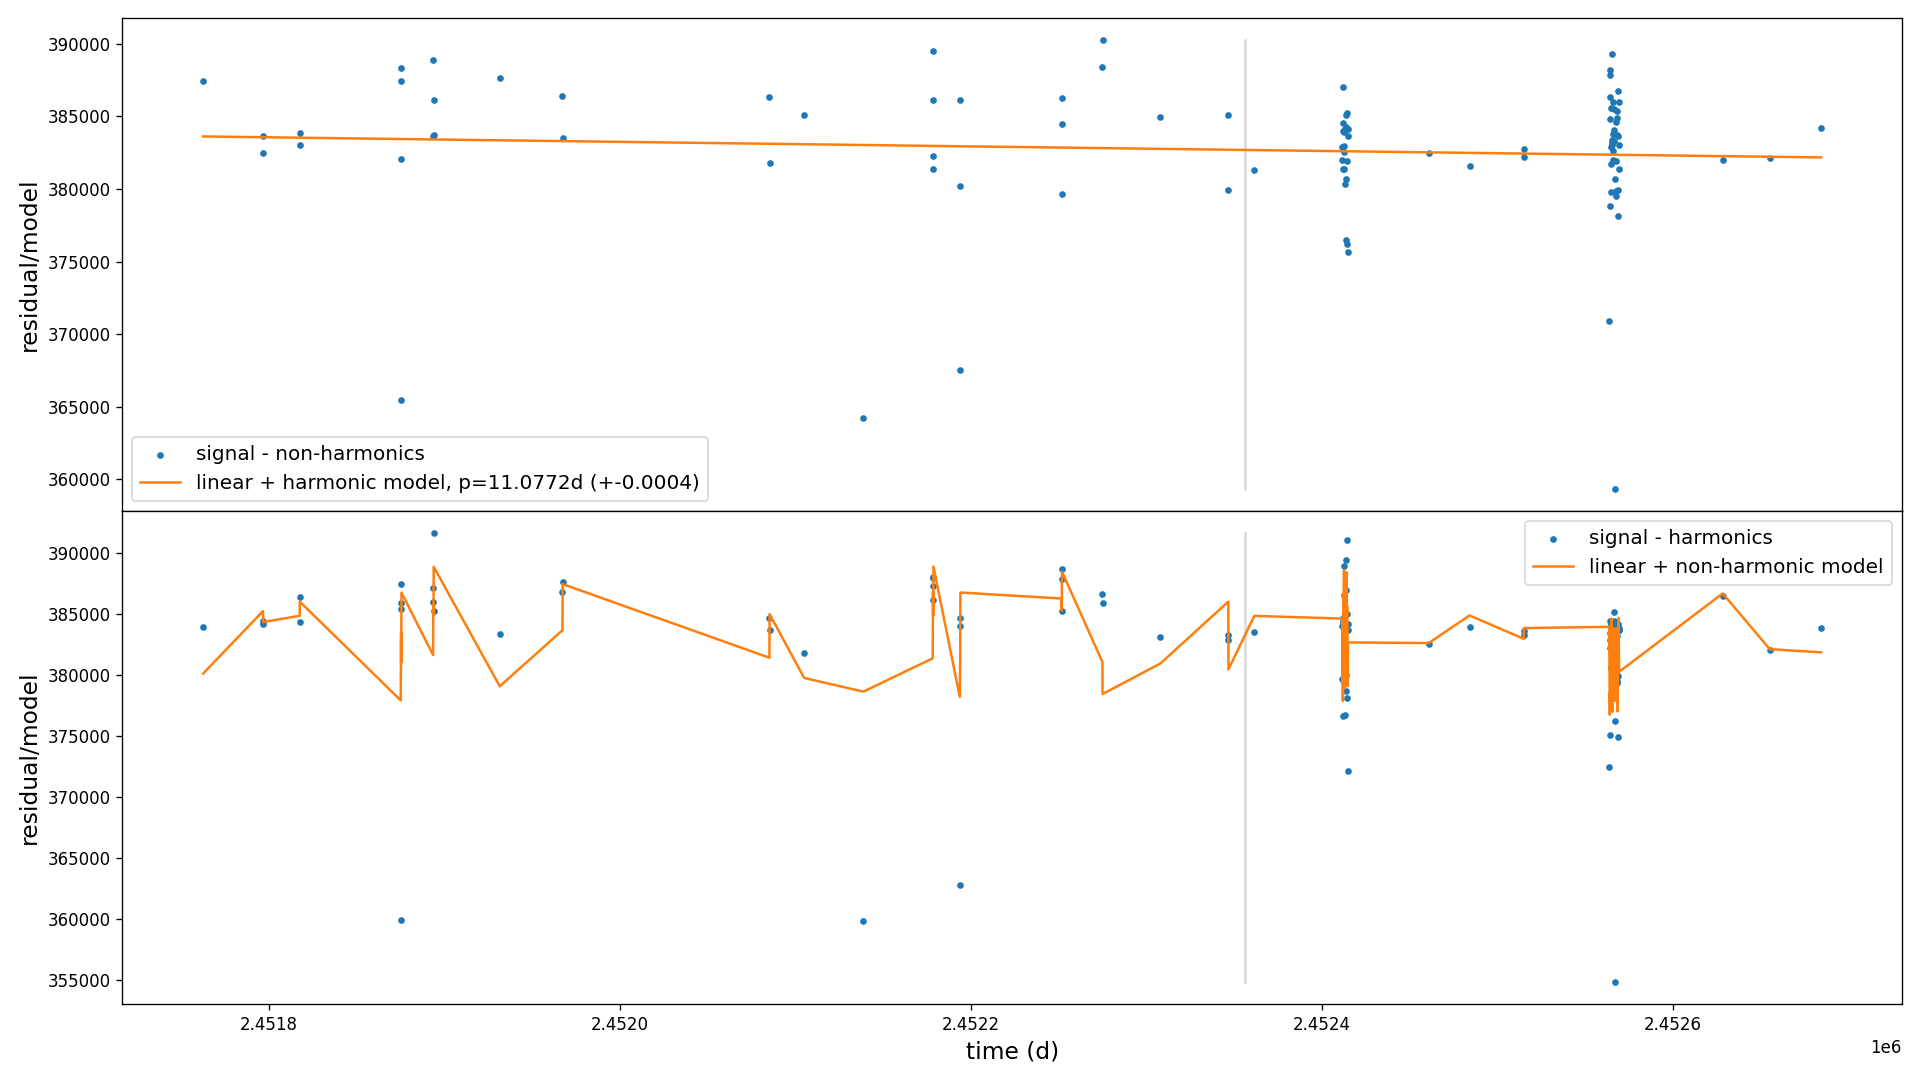 390000
385000
380000
375000
370000
365000
360000
residual/model
signal - non-harmonics
linear + harmonic model, p=11.0772d (+-0.0004)
390000
385000
380000
375000
370000
365000
360000
355000
residual/model
signal - harmonics
linear + non-harmonic model
2.4518 2.4520 2.4522 2.4524 2.4526
time (d)
1e6